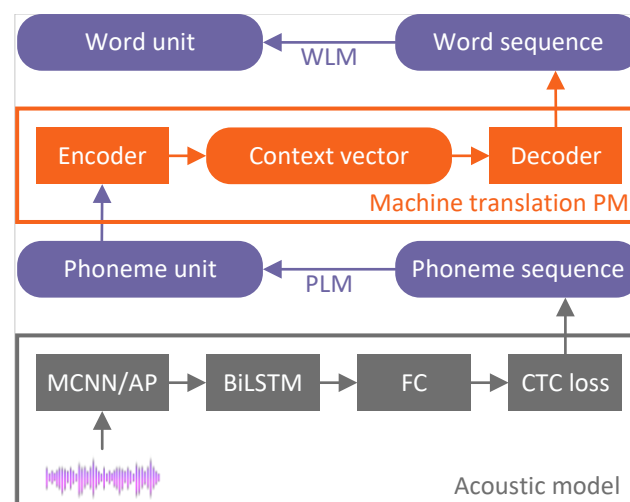 Word unit
WLM
Word sequence
Encoder
Context vector
Decoder
Machine translation PM
Phoneme unit
PLM
Phoneme sequence
MCNN/AP
BiLSTM
FC
CTC loss
Acoustic model